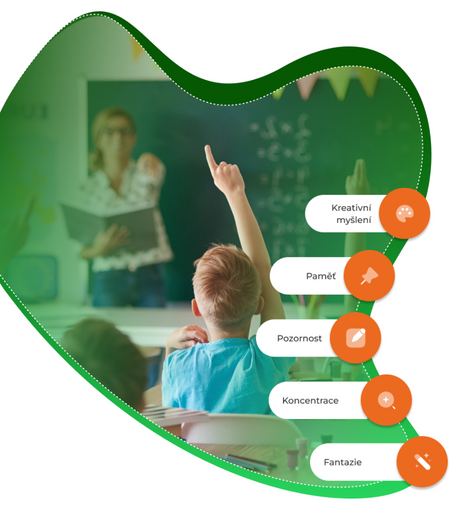 Kreativní
myšlení
Paměť
Pozornost
Koncentrace
Fantazie